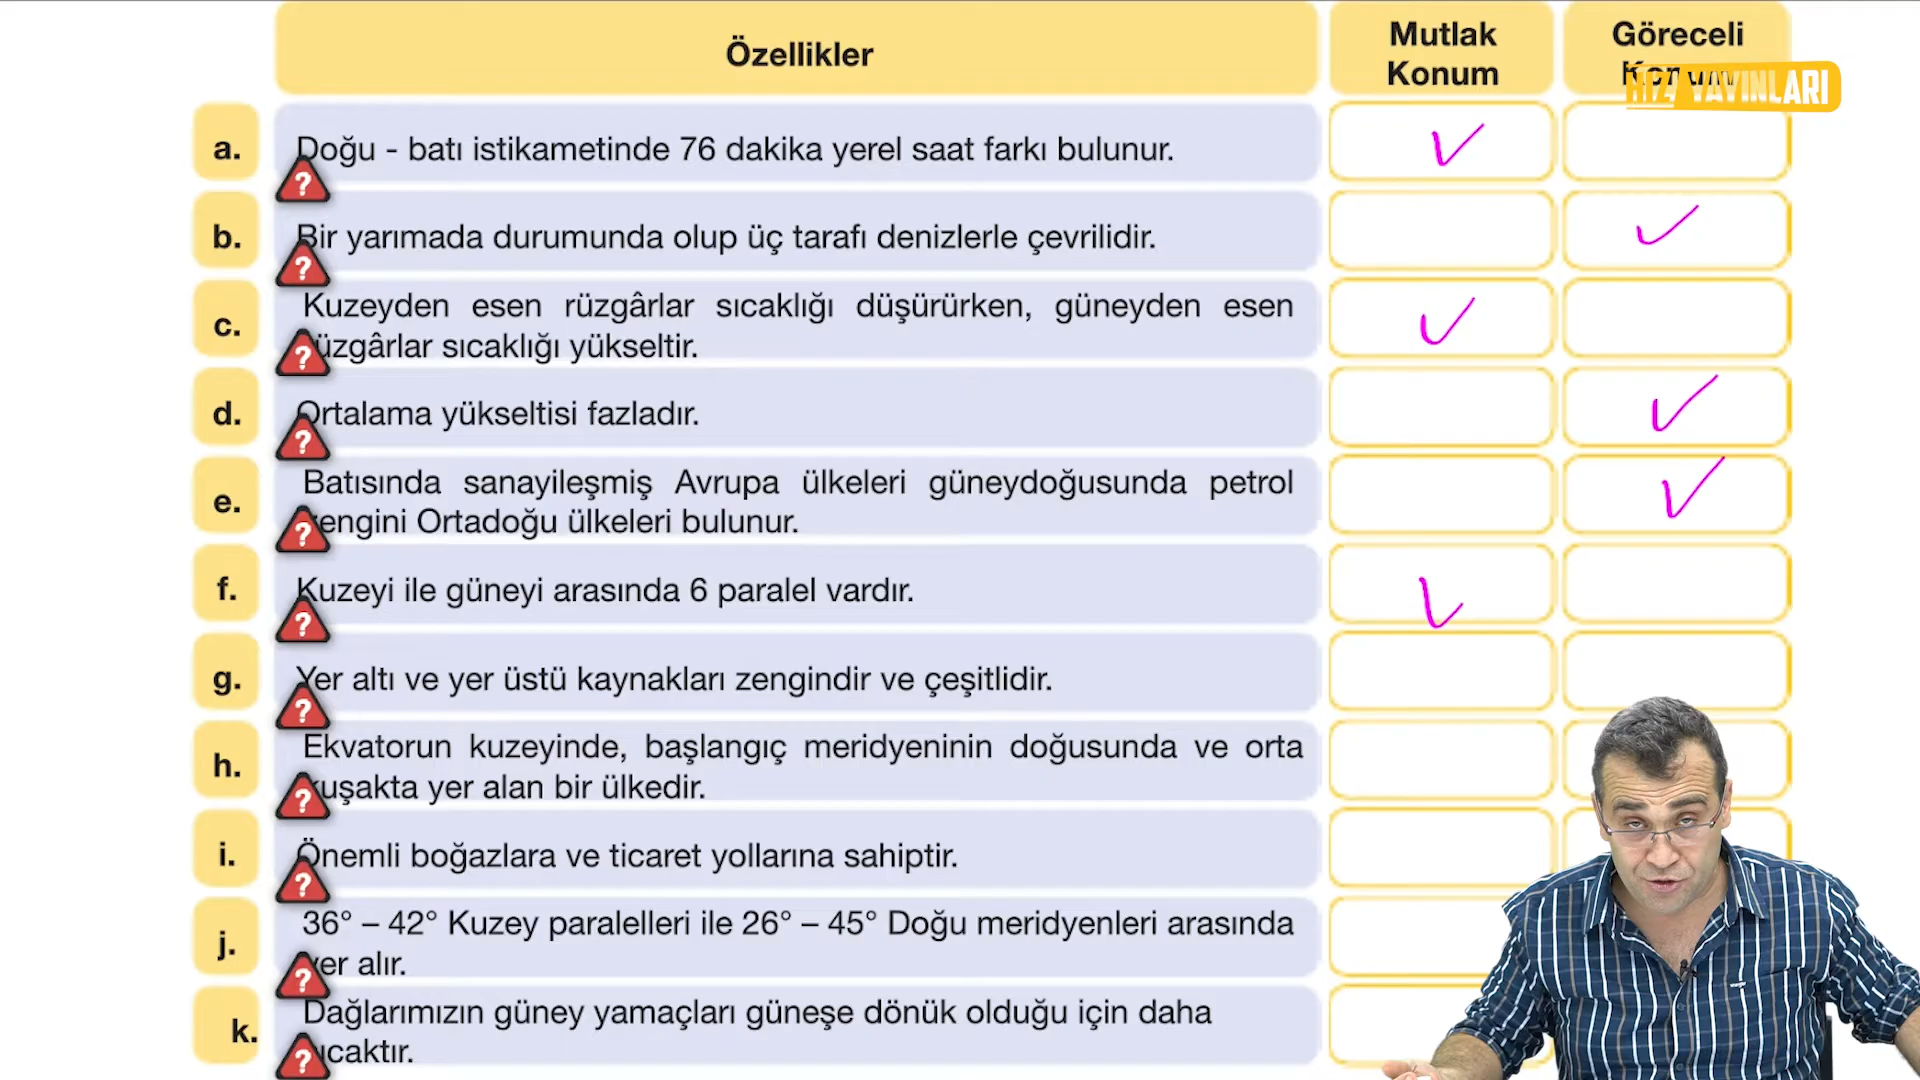 Özellikler
Mutlak
Konum
Göreceli
Konum
HIZ YAYINLARI
a.
Doğu - batı istikametinde 76 dakika yerel saat farkı bulunur.
b.
Bir yarımada durumunda olup üç tarafı denizlerle çevrilidir.
c.
Kuzeyden esen rüzgârlar sıcaklığı düşürürken, güneyden esen
rüzgârlar sıcaklığı yükseltir.
d.
Ortalama yükseltisi fazladır.
e.
Batısında sanayileşmiş Avrupa ülkeleri güneydoğusunda petrol
zengini Ortadoğu ülkeleri bulunur.
f.
Kuzeyi ile güneyi arasında 6 paralel vardır.
g.
Yer altı ve yer üstü kaynakları zengindir ve çeşitlidir.
h.
Ekvatorun kuzeyinde, başlangıç meridyeninin doğusunda ve orta
kuşakta yer alan bir ülkedir.
i.
Önemli boğazlara ve ticaret yollarına sahiptir.
j.
36° – 42° Kuzey paralelleri ile 26° – 45° Doğu meridyenleri arasında
yer alır.
k.
Dağlarımızın güney yamaçları güneşe dönük olduğu için daha
sıcaktır.